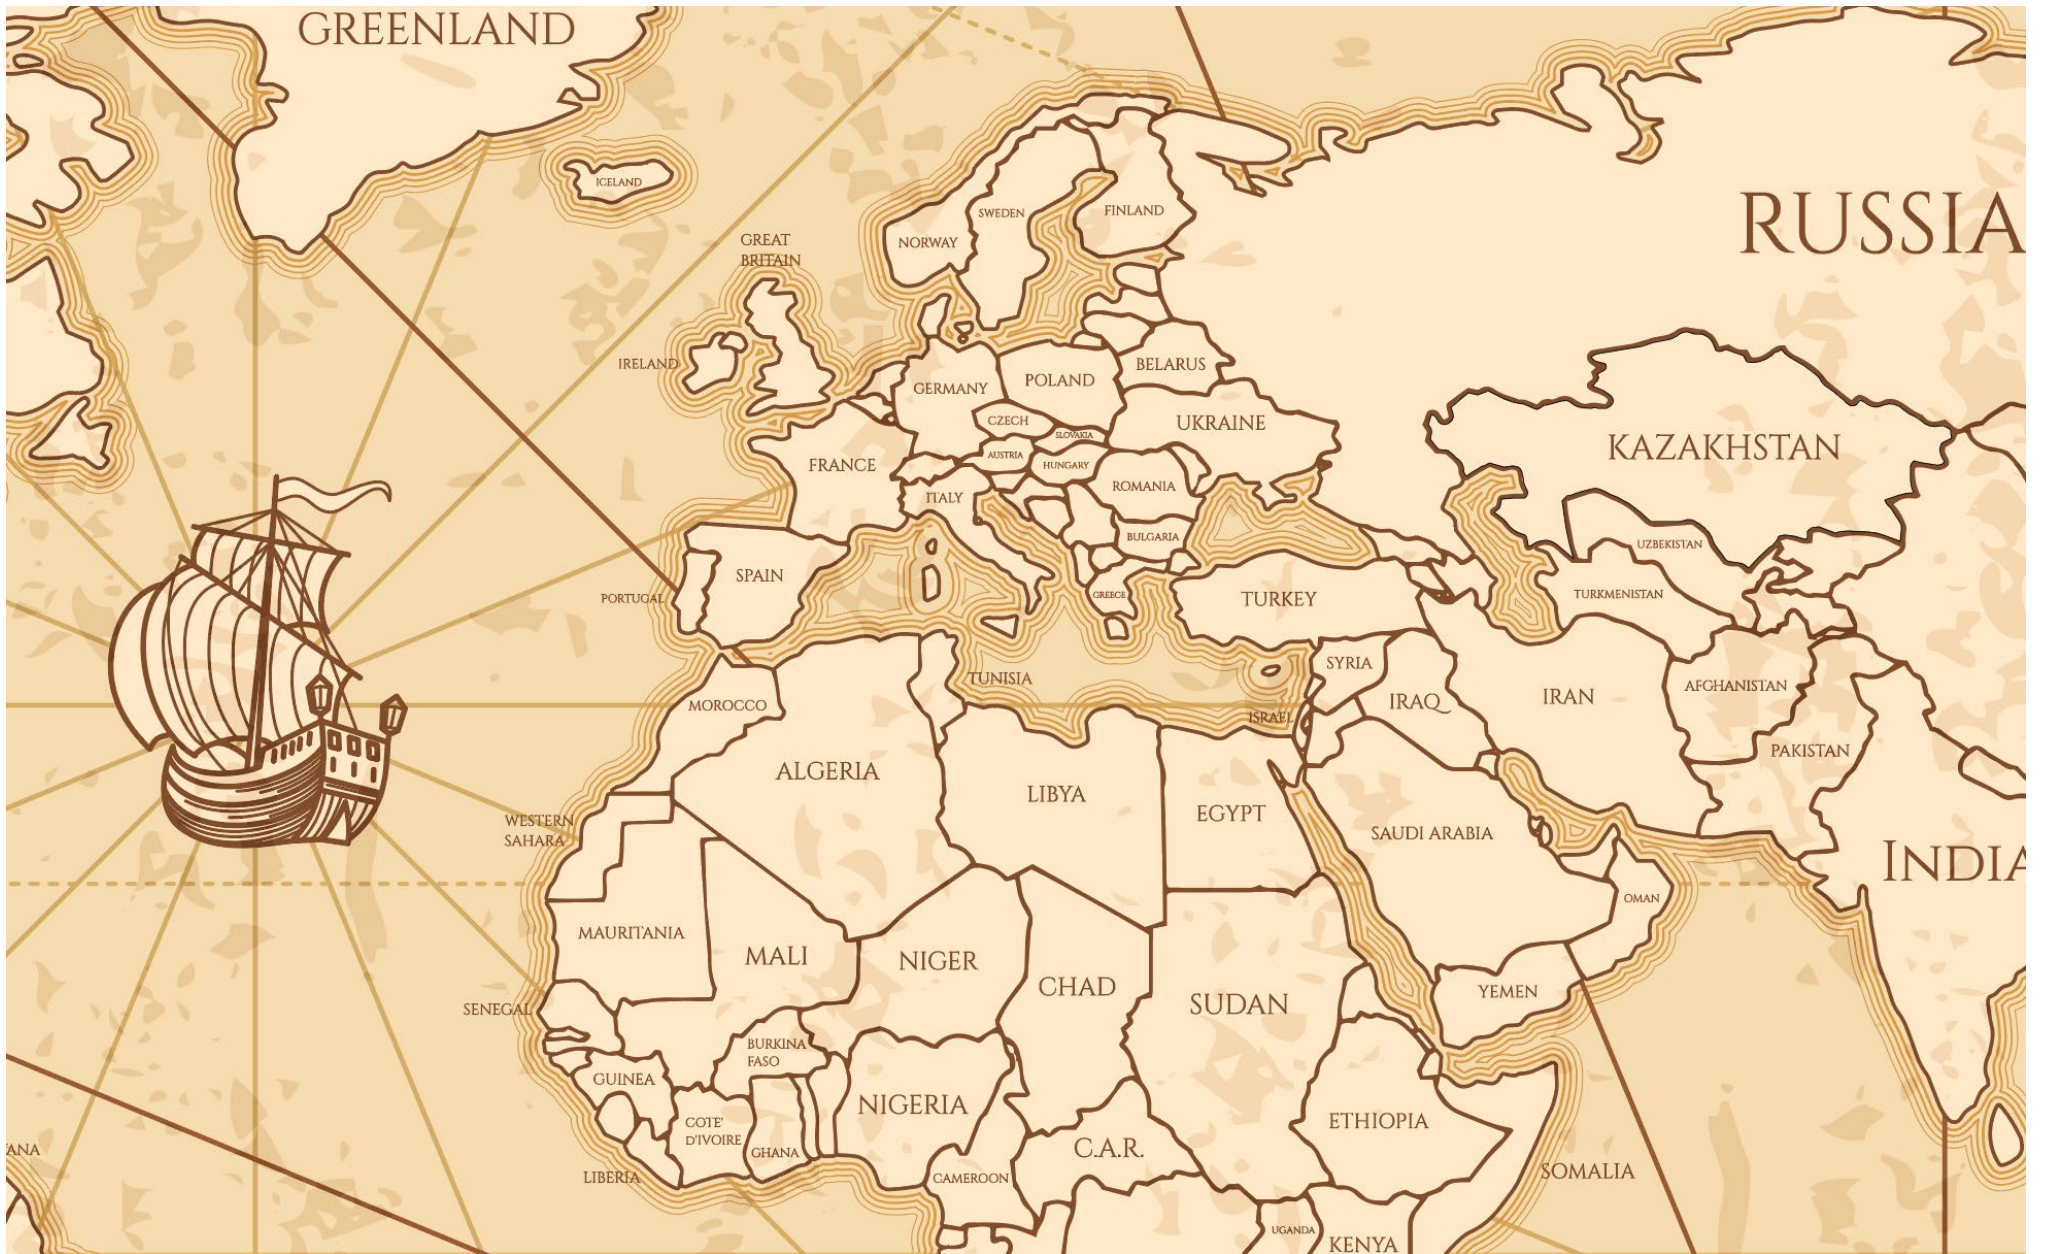 GREENLAND
ICELAND
RUSSIA
SWEDEN
FINLAND
NORWAY
GREAT
BRITAIN
IRELAND
BELARUS
GERMANY
POLAND
CZECH
UKRAINE
SLOVAKIA
KAZAKHSTAN
AUSTRIA
FRANCE
HUNGARY
ROMANIA
ITALY
BULGARIA
UZBEKISTAN
SPAIN
GREECE
TURKEY
TURKMENISTAN
PORTUGAL
SYRIA
TUNISIA
AFGHANISTAN
IRAN
IRAQ
MOROCCO
ISRAEL
PAKISTAN
ALGERIA
LIBYA
EGYPT
WESTERN
SAHARA
SAUDI ARABIA
INDIA
OMAN
MAURITANIA
MALI
NIGER
CHAD
YEMEN
SUDAN
SENEGAL
BURKINA
FASO
GUINEA
NIGERIA
COTE'
D'IVOIRE
ETHIOPIA
GHANA
C.A.R.
ANA
LIBERIA
CAMEROON
SOMALIA
UGANDA
KENYA